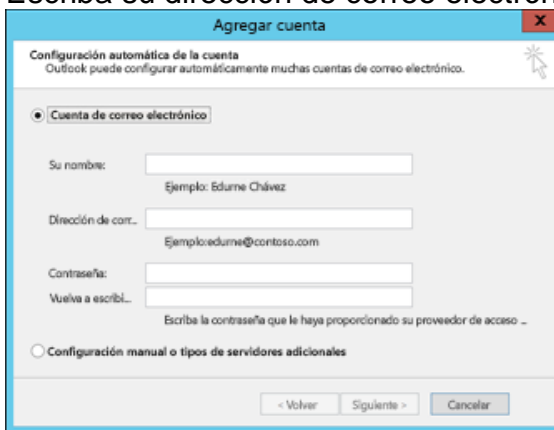 Escriba su dirección de correo electrón
Agregar cuenta
x
Configuración automática de la cuenta
Outlook puede configurar automáticamente muchas cuentas de correo electrónico.
Cuenta de correo electrónico
Su nombre:
Ejemplo: Edurne Chávez
Dirección de corr...
Ejemplo:edurne@contoso.com
Contraseña:
Vuelva a escribi...
Escriba la contraseña que le haya proporcionado su proveedor de acceso ...
Configuración manual o tipos de servidores adicionales
< Volver Siguiente > Cancelar